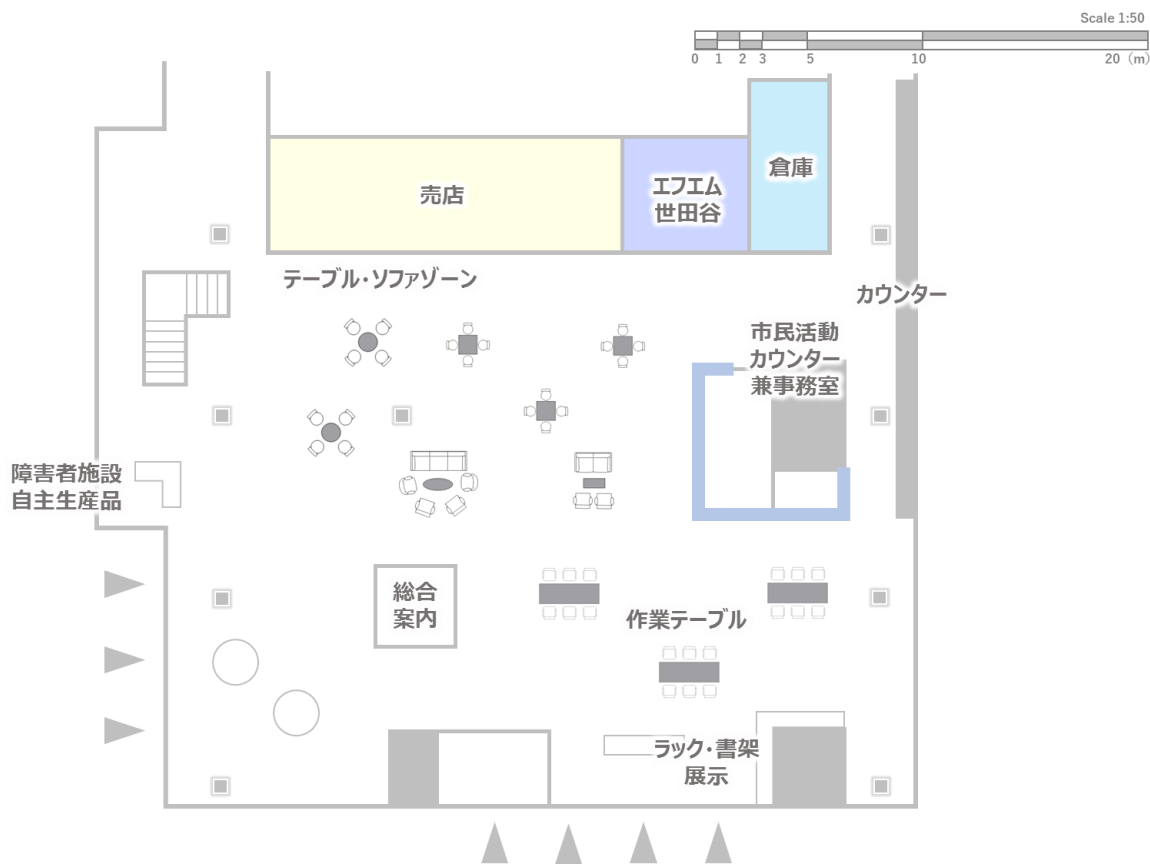 Scale 1:50
0 1 2 3 5 10 20 (m)
売店
エフエム
世田谷
倉庫
テーブル・ソファゾーン
カウンター
市民活動
カウンター
兼事務室
障害者施設
自主生産品
総合
案内
作業テーブル
ラック・書架
展示